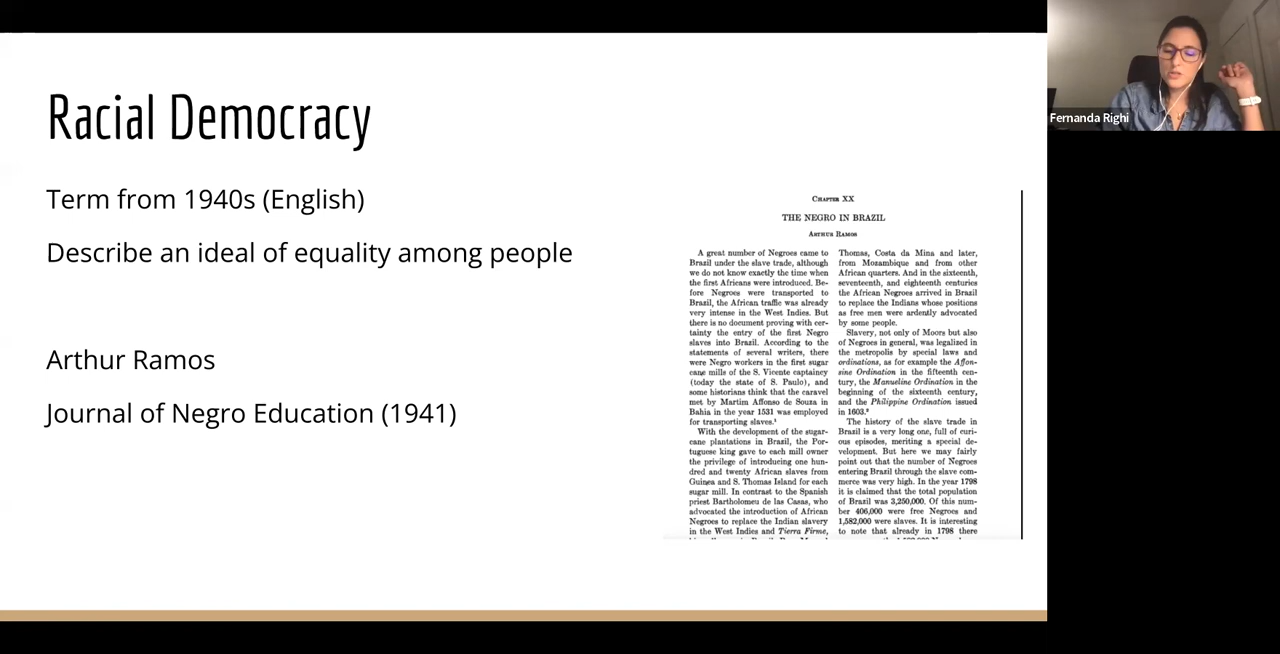 Racial Democracy
Term from 1940s (English)
Describe an ideal of equality among people
Arthur Ramos
Journal of Negro Education (1941)
CHAPTER XX
THE NEGRO IN BRAZIL
ARTHUR RAMOS
A great number of Negroes came to
Brazil under the slave trade, although
we do not know exactly the time when
the first Africans were introduced. Be-
fore Negroes were transported to
Brazil, the African traffic was already
very intense in the West Indies. But
there is no document proving with cer-
tainty the entry of the first Negro
slaves into Brazil. According to the
statements of several writers, there
were Negro workers in the first sugar
cane mills of the S. Vicente captaincy
(today the state of S. Paulo), and
some historians think that the caravel
met by Martim Affonso de Souza in
Bahia in the year 1531 was employed
for transporting slaves.¹
With the development of the sugar-
cane plantations in Brazil, the Por-
tuguese king gave to each mill owner
the privilege of introducing one hun-
dred and twenty African slaves from
Guinea and S. Thomas Island for each
sugar mill. In contrast to the Spanish
priest Bartholomeu de las Casas, who
advocated the introduction of African
Negroes to replace the Indian slavery
in the West Indies and Tierra Firme,
Thomas, Costa da Mina and later,
from Mozambique and from other
African quarters. And in the sixteenth,
seventeenth, and eighteenth centuries
the African Negroes arrived in Brazil
to replace the Indians whose positions
as free men were ardently advocated
by some people.
Slavery, not only of Moors but also
of Negroes in general, was legalized in
the metropolis by special laws and
ordinations, as for example the Affon-
sine Ordination in the fifteenth cen-
tury, the Manueline Ordination in the
beginning of the sixteenth century,
and the Philippine Ordination issued
in 1603.²
The history of the slave trade in
Brazil is a very long one, full of curi-
ous episodes, meriting a special de-
velopment. But here we may fairly
point out that the number of Negroes
entering Brazil through the slave com-
merce was very high. In the year 1798
it is claimed that the total population
of Brazil was 3,250,000. Of this num-
ber 406,000 were free Negroes and
1,582,000 were slaves. It is interesting
to note that already in 1798 there
Fernanda Righi